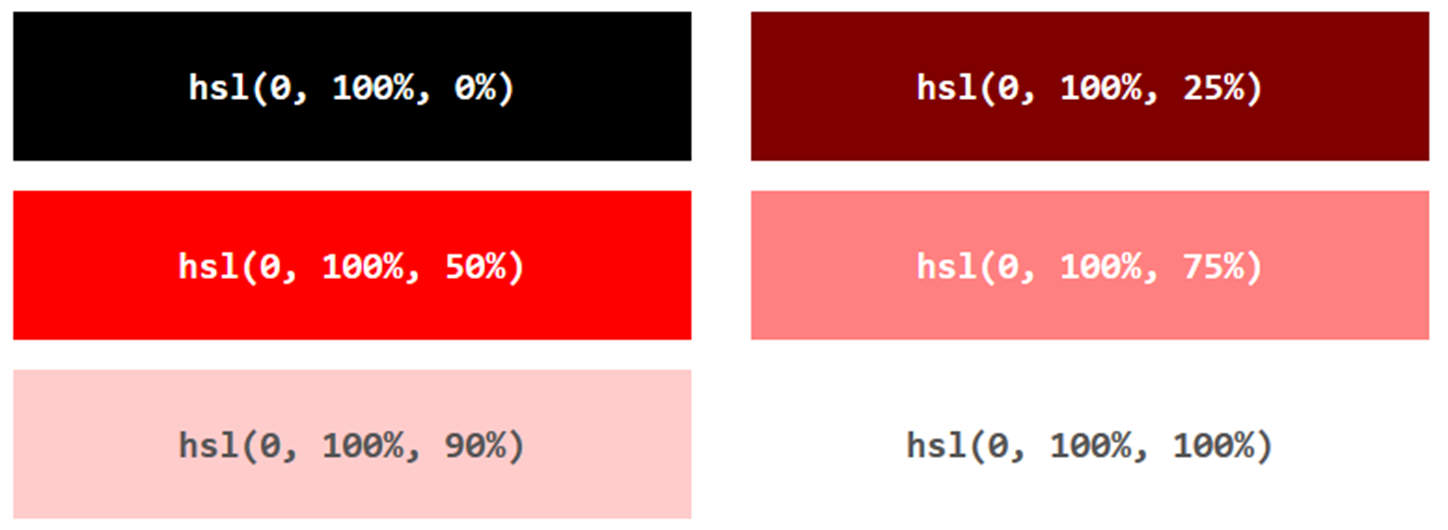 hsl(0, 100%, 0%)
hsl(0, 100%, 25%)
hsl(0, 100%, 50%)
hsl(0, 100%, 75%)
hsl(0, 100%, 90%)
hsl(0, 100%, 100%)